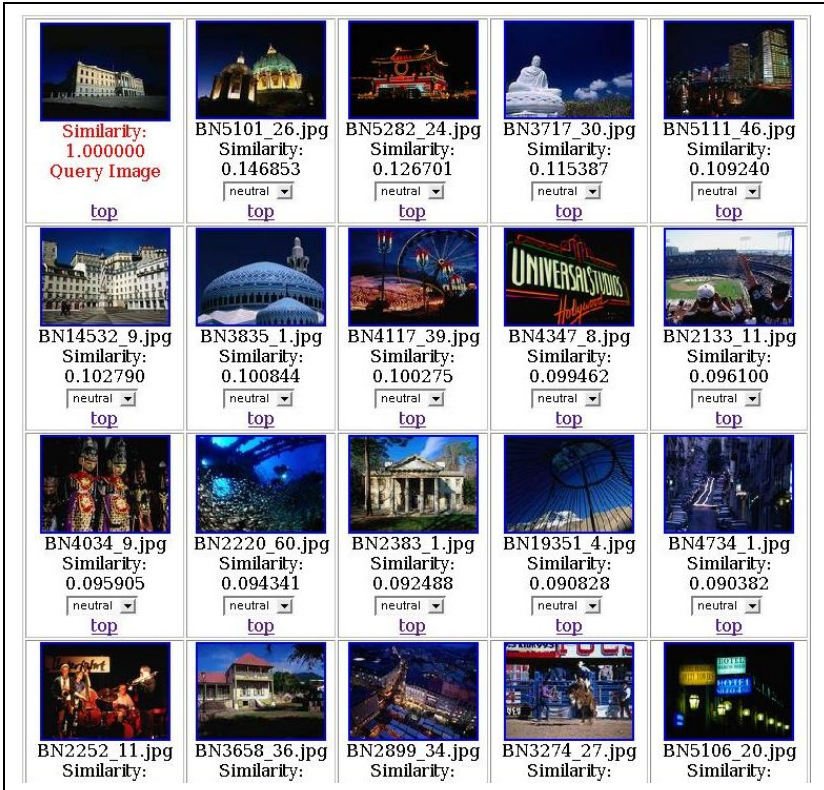 Similarity:
1.000000
Query Image
top
BN5101_26.jpg
Similarity:
0.146853
neutral
top
BN5282_24.jpg
Similarity:
0.126701
neutral
top
BN3717_30.jpg
Similarity:
0.115387
neutral
top
BN5111_46.jpg
Similarity:
0.109240
neutral
top
BN14532_9.jpg
Similarity:
0.102790
neutral
top
BN3835_1.jpg
Similarity:
0.100844
neutral
top
BN4117_39.jpg
Similarity:
0.100275
neutral
top
UNIVERSAL STUDIOS
Hollywood
BN4347_8.jpg
Similarity:
0.099462
neutral
top
BN2133_11.jpg
Similarity:
0.096100
neutral
top
BN4034_9.jpg
Similarity:
0.095905
neutral
top
BN2220_60.jpg
Similarity:
0.094341
neutral
top
BN2383_1.jpg
Similarity:
0.092488
neutral
top
BN19351_4.jpg
Similarity:
0.090828
neutral
top
BN4734_1.jpg
Similarity:
0.090382
neutral
top
BN2252_11.jpg
Similarity:
BN3658_36.jpg
Similarity:
BN2899_34.jpg
Similarity:
BN3274_27.jpg
Similarity:
HOTEL
HOTEL
BN5106_20.jpg
Similarity: